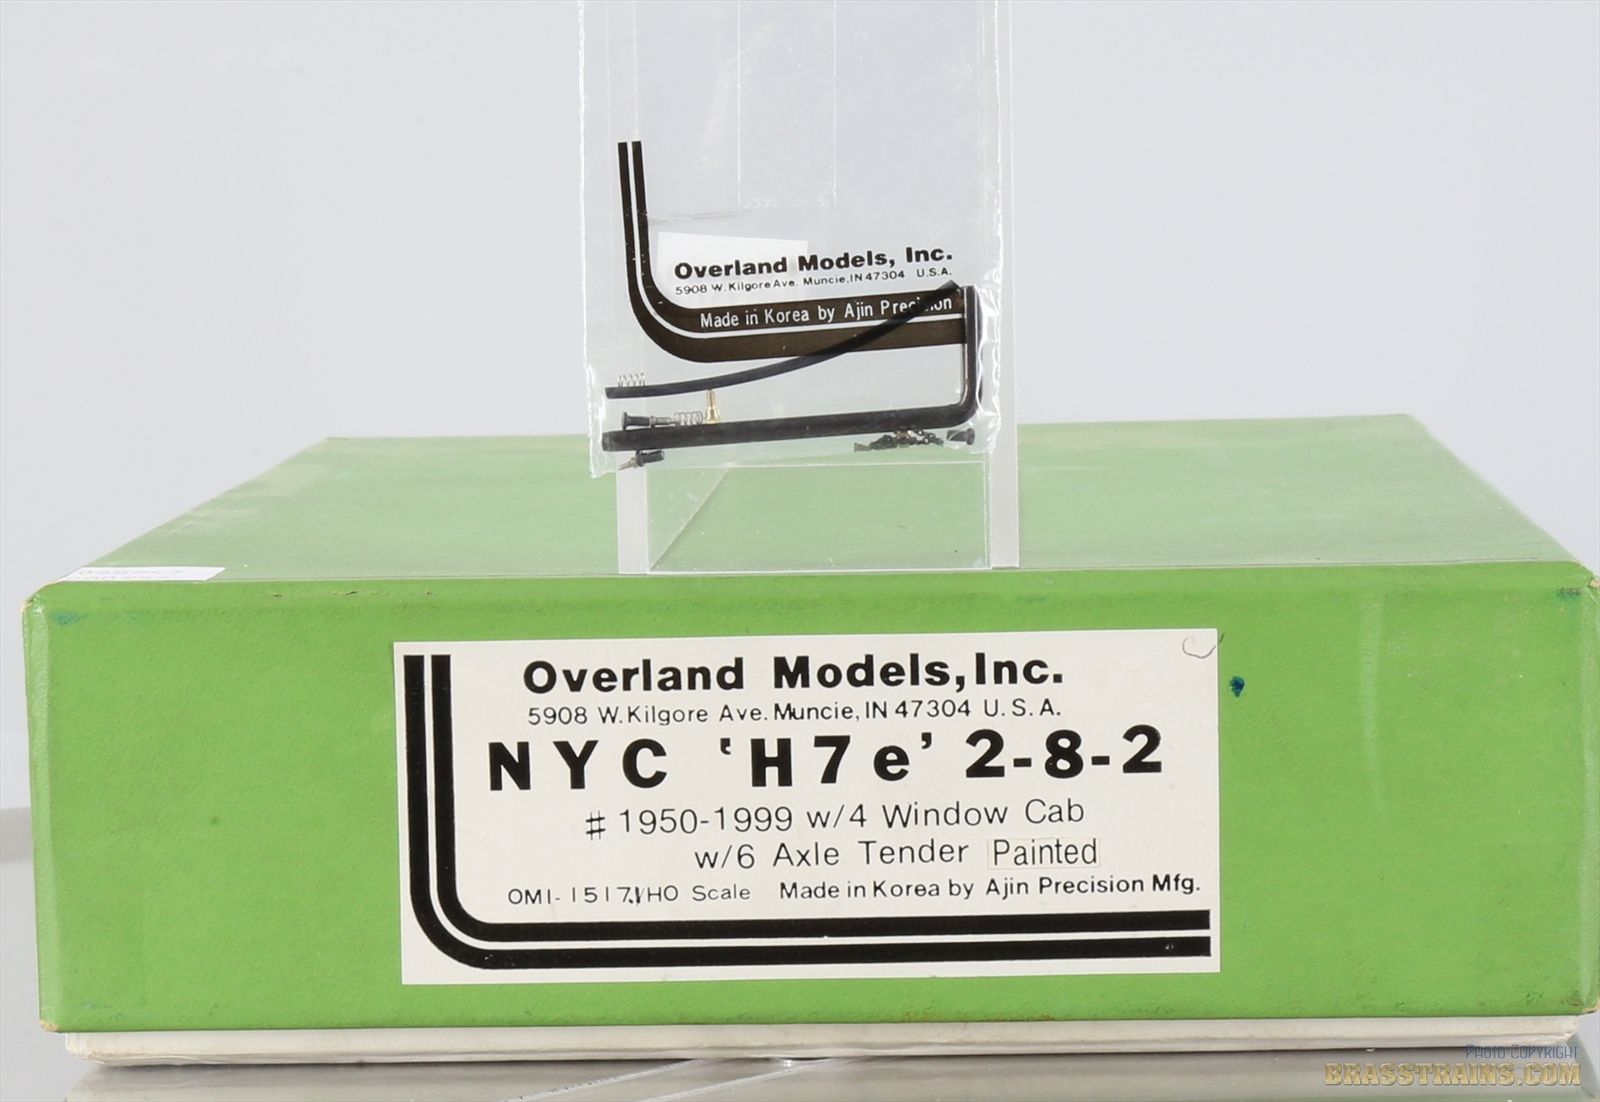 Overland Models, Inc.
5908 W. Kilgore Ave. Muncie, IN 47304 U.S.A.
Made in Korea by Ajin Precision
Overland Models, Inc.
5908 W. Kilgore Ave. Muncie, IN 47304 U.S.A.
NYC 'H7e' 2-8-2
# 1950-1999 w/4 Window Cab
w/6 Axle Tender Painted
OMI-1517.1/HO Scale Made in Korea by Ajin Precision Mfg.
Photo Copyright
BRASSTRAINS.COM